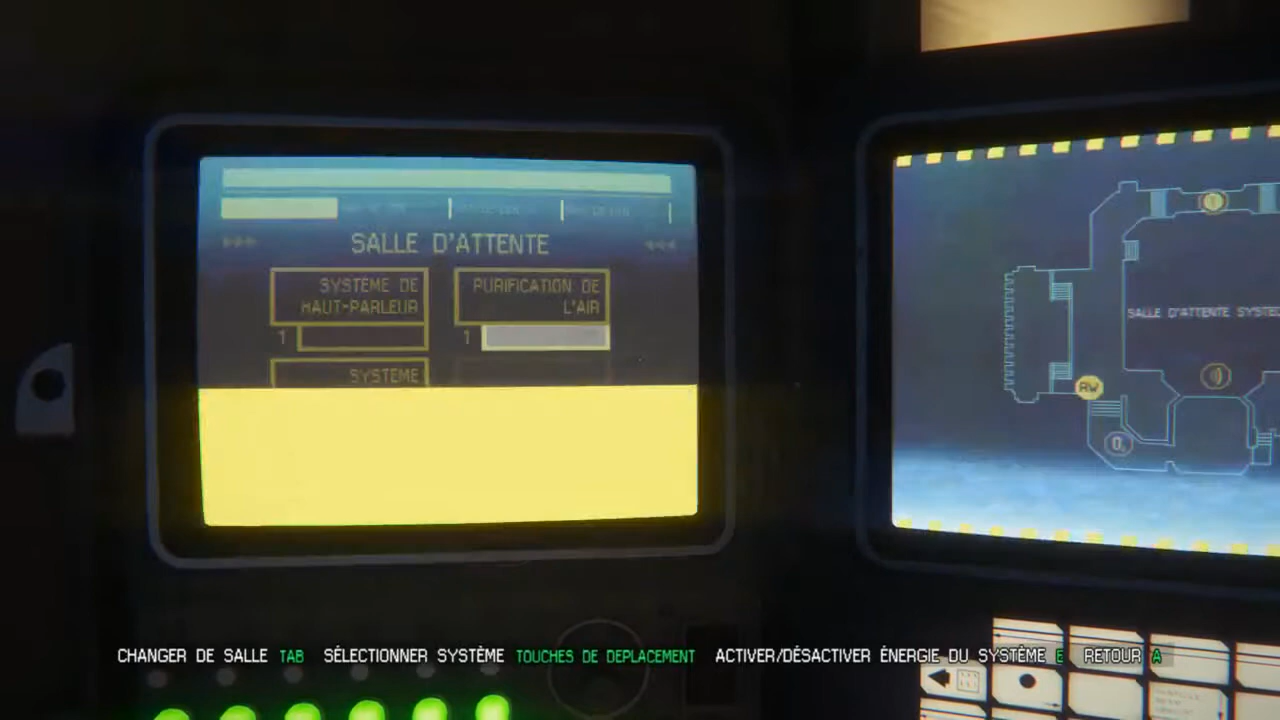 SALLE D'ATTENTE
SYSTÈME DE
HAUT-PARLEUR
PURIFICATION DE
L'AIR
1
1
SYSTÈME
RW
SALLE D'ATTENTE
CHANGER DE SALLE TAB SÉLECTIONNER SYSTÈME TOUCHES DE DEPLACEMENT ACTIVER/DÉSACTIVER ÉNERGIE DU SYSTÈME E RETOUR A